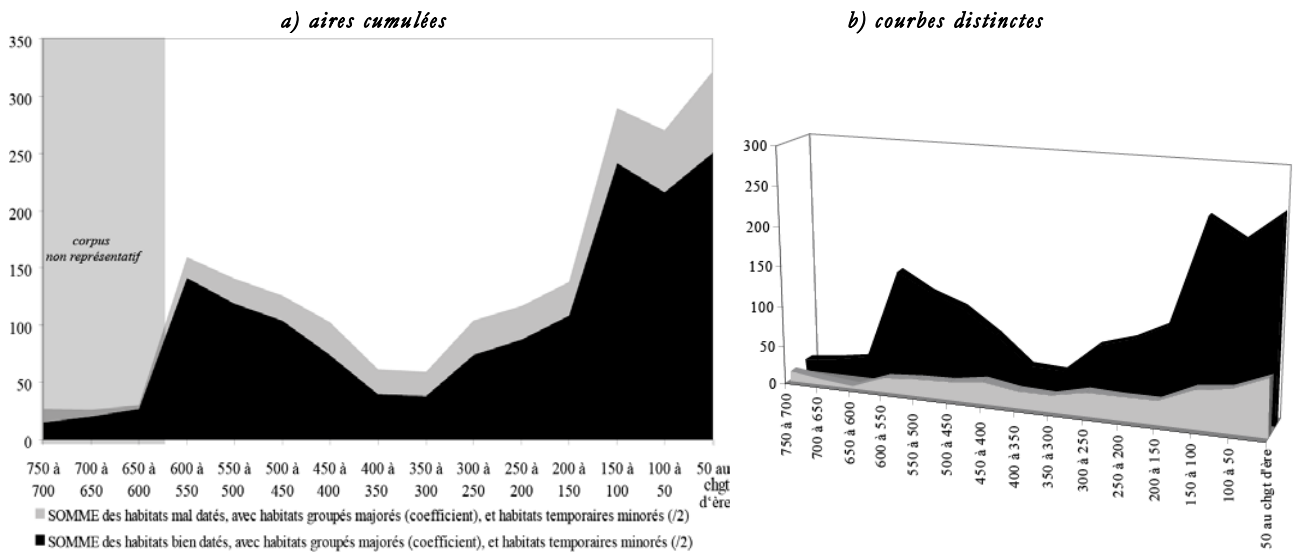 a) aires cumulées
350
300
250
200
150
100
50
0
corpus
non représentatif
750 à 700 à 650 à 600 à 550 à 500 à 450 à 400 à 350 à 300 à 250 à 200 à 150 à 100 à 50 au
700 650 600 550 500 450 400 350 300 250 200 150 100 50 chgt
d'ère
SOMME des habitats mal datés, avec habitats groupés majorés (coefficient), et habitats temporaires minorés (/2)
SOMME des habitats bien datés, avec habitats groupés majorés (coefficient), et habitats temporaires minorés (/2)
b) courbes distinctes
300
250
200
150
100
50
0
750 à 700
700 à 650
650 à 600
600 à 550
550 à 500
500 à 450
450 à 400
400 à 350
350 à 300
300 à 250
250 à 200
200 à 150
150 à 100
100 à 50
50 au chgt d'ère